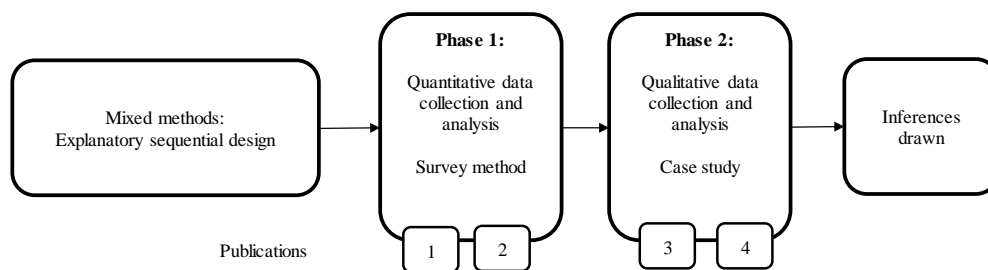 Mixed methods:
Explanatory sequential design
Phase 1:
Quantitative data
collection and
analysis
Survey method
Phase 2:
Qualitative data
collection and
analysis
Case study
Inferences
drawn
Publications
1
2
3
4